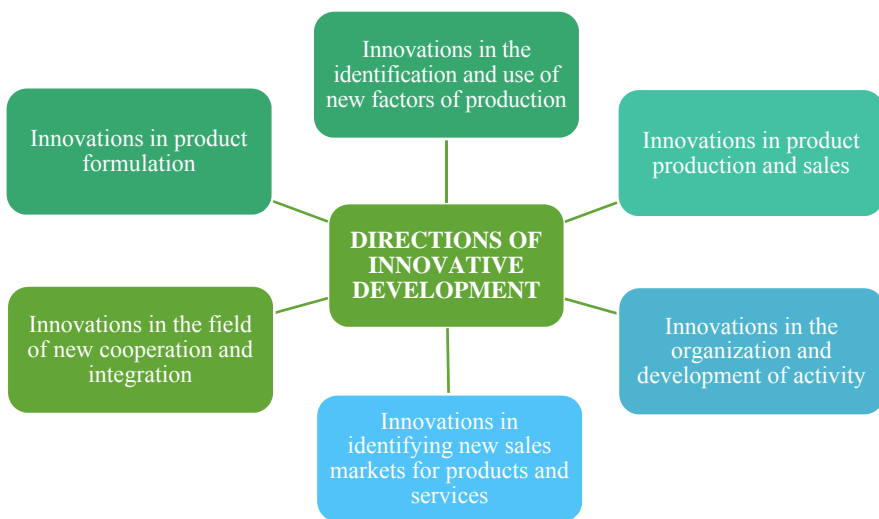 Innovations in the
identification and use of
new factors of production
Innovations in product
formulation
Innovations in product
production and sales
DIRECTIONS OF
INNOVATIVE
DEVELOPMENT
Innovations in the field
of new cooperation and
integration
Innovations in the
organization and
development of activity
Innovations in
identifying new sales
markets for products and
services